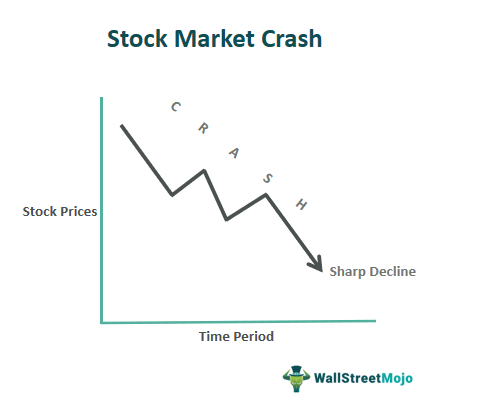 Stock Market Crash
C R A S H
Stock Prices
Sharp Decline
Time Period
WallStreetMojo